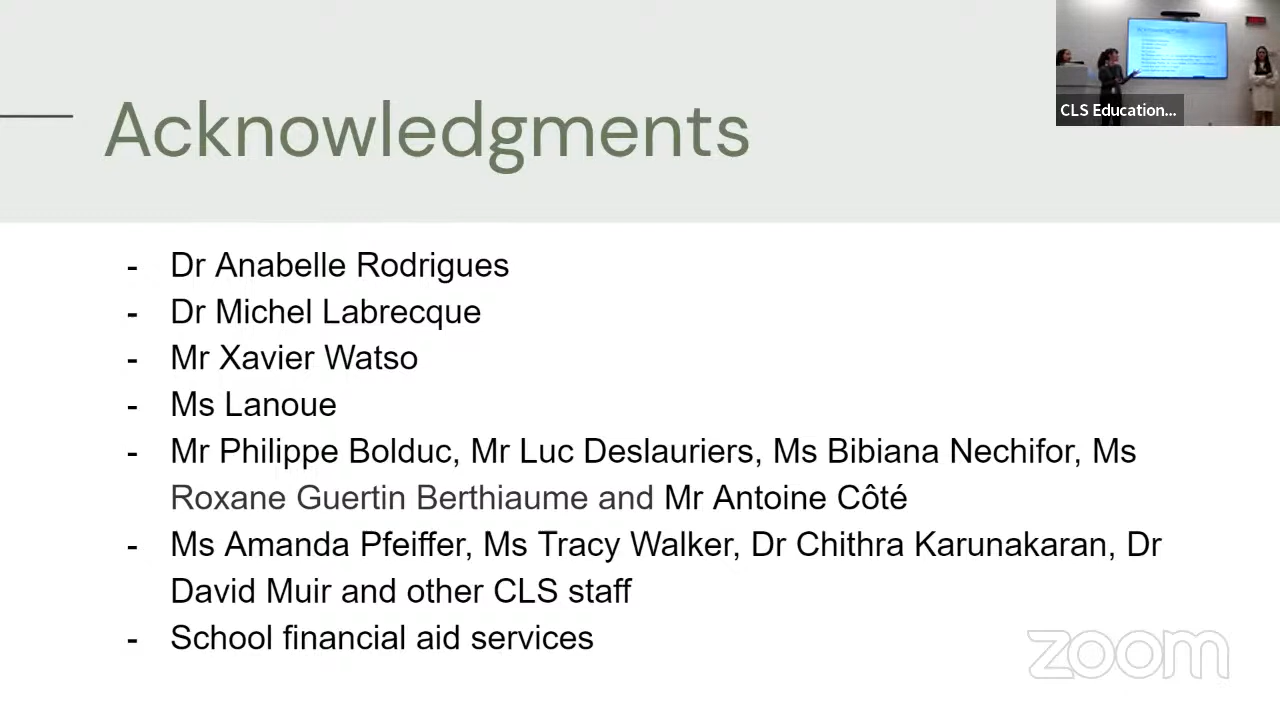 Acknowledgments
CLS Education...
- Dr Anabelle Rodrigues
- Dr Michel Labrecque
- Mr Xavier Watso
- Ms Lanoue
- Mr Philippe Bolduc, Mr Luc Deslauriers, Ms Bibiana Nechifor, Ms
Roxane Guertin Berthiaume and Mr Antoine Côté
- Ms Amanda Pfeiffer, Ms Tracy Walker, Dr Chithra Karunakaran, Dr
David Muir and other CLS staff
- School financial aid services
zoom